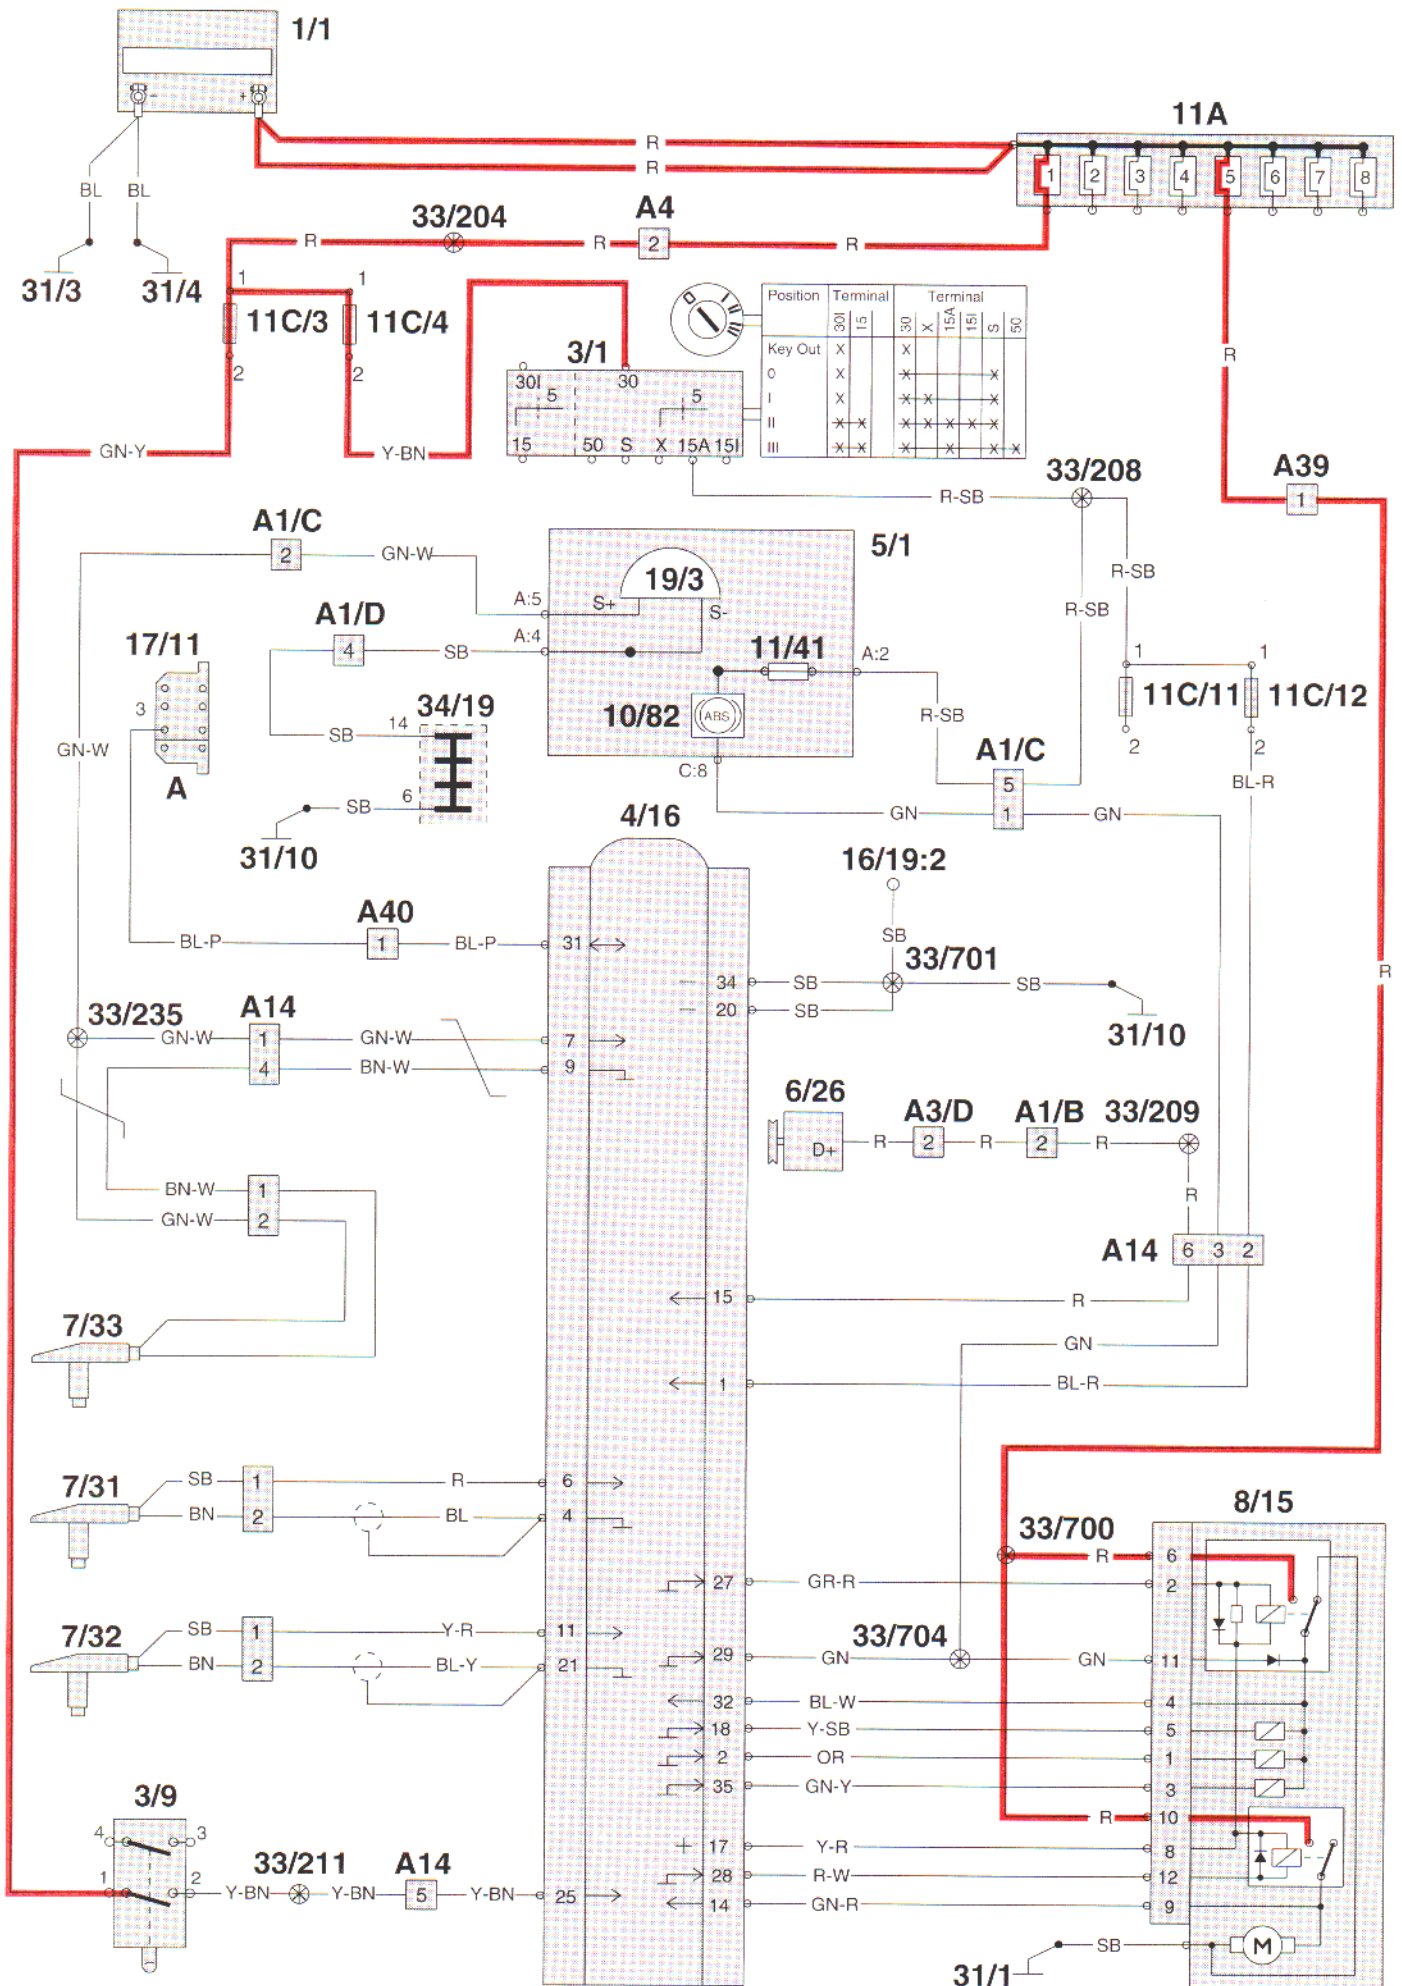 1/1
11A
- +
R
R
1 2 3 4 5 6 7 8
BL BL
33/204 A4
R R 2 R
31/3 31/4
1 1
11C/3 11C/4
2 2
Position Terminal Terminal
30I 15 30 X 15A 15I S 50
Key Out X X
0 X X X
I X X X X
II X X X X X X X
III X X X X X X X X
3/1
30I 30
5 5
15 50 S X 15A 15I
R
GN-Y Y-BN
33/208 A39
R-SB 1
A1/C
2 GN-W
5/1
19/3
S+ S-
A:5
A:4
R-SB
R-SB
A1/D
4 SB
17/11
3
A
11/41 A:2
1 1
11C/11 11C/12
2 2
34/19
14
SB
6
SB
31/10
10/82 ABS
R-SB
C:8
A1/C
5
GN 1 GN
BL-R
GN-W
4/16
16/19:2
SB
A40
BL-P 1 BL-P 31
33/701
34 SB SB
20 SB
31/10
R
33/235 A14
GN-W 1 GN-W 7
4 BN-W 9
6/26 A3/D A1/B 33/209
D+ R 2 R 2 R
R
BN-W 1
GN-W 2
A14 6 3 2
15 R
7/33
GN
1 BL-R
7/31
SB 1 R 6
BN 2 BL 4
8/15
33/700
R 6
27 GR-R 2
7/32
SB 1 Y-R 11
BN 2 BL-Y 21
33/704
29 GN GN 11
32 BL-W 4
18 Y-SB 5
2 OR 1
35 GN-Y 3
R 10
17 Y-R 8
28 R-W 12
14 GN-R 9
3/9
4 3
1 2
33/211 A14
Y-BN Y-BN 5 Y-BN 25
+
SB M
31/1